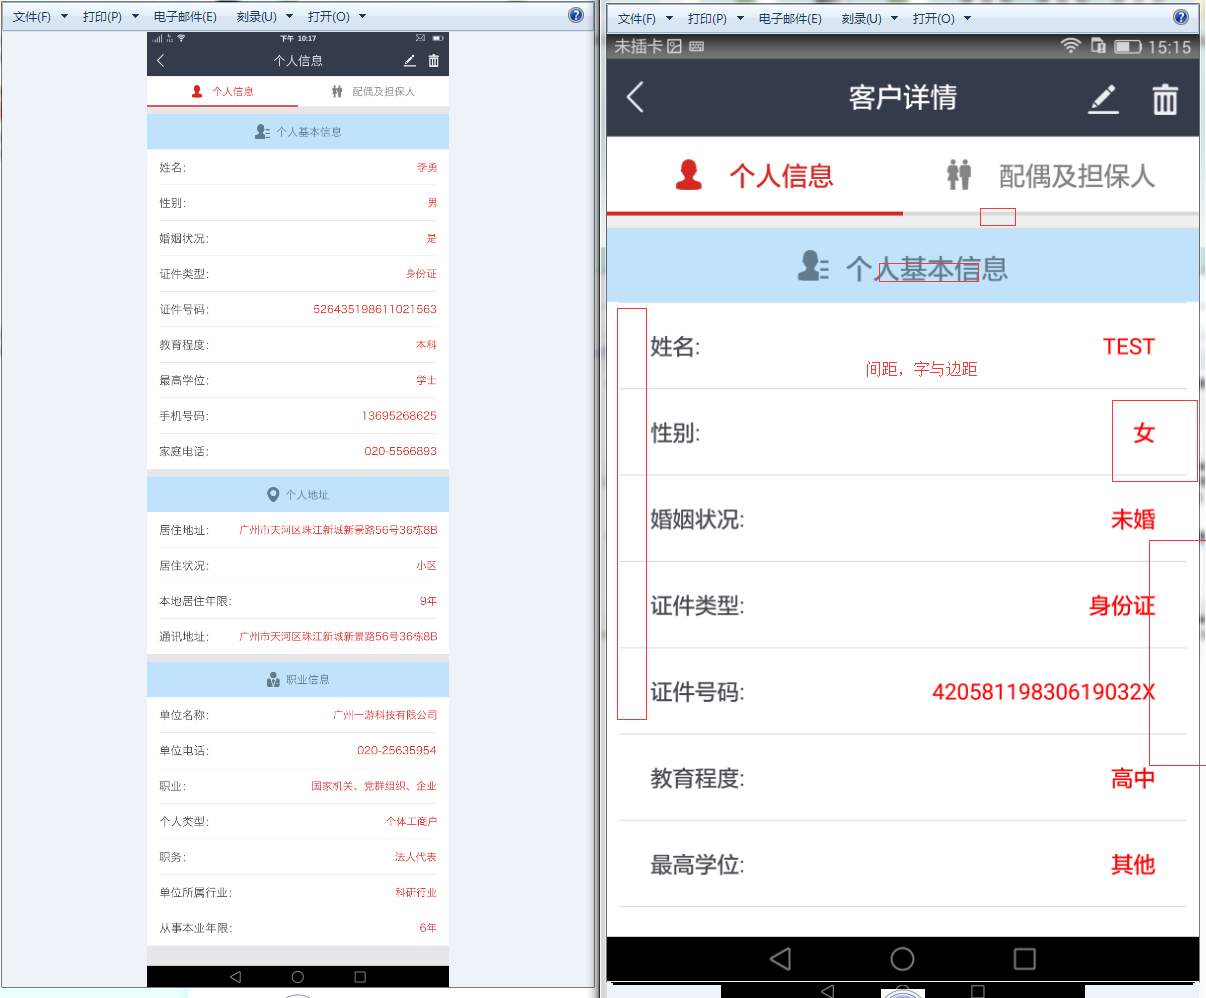 文件(F) 打印(P) 电子邮件(E) 刻录(U) 打开(O)
下午 10:17
个人信息
个人信息 配偶及担保人
个人基本信息
姓名: 李勇
性别: 男
婚姻状况: 是
证件类型: 身份证
证件号码: 526435198611021563
教育程度: 本科
最高学位: 学士
手机号码: 13695268625
家庭电话: 020-5566893
个人地址
居住地址: 广州市天河区珠江新城新景路56号36栋8B
居住状况: 小区
本地居住年限: 9年
通讯地址: 广州市天河区珠江新城新景路56号36栋8B
职业信息
单位名称: 广州一游科技有限公司
单位电话: 020-25635954
职业: 国家机关、党群组织、企业
个人类型: 个体工商户
职务: 法人代表
单位所属行业: 科研行业
从事本业年限: 6年
文件(F) 打印(P) 电子邮件(E) 刻录(U) 打开(O)
未插卡 15:15
客户详情
个人信息 配偶及担保人
个人基本信息
姓名: TEST
间距，字与边距
性别: 女
婚姻状况: 未婚
证件类型: 身份证
证件号码: 42058119830619032X
教育程度: 高中
最高学位: 其他